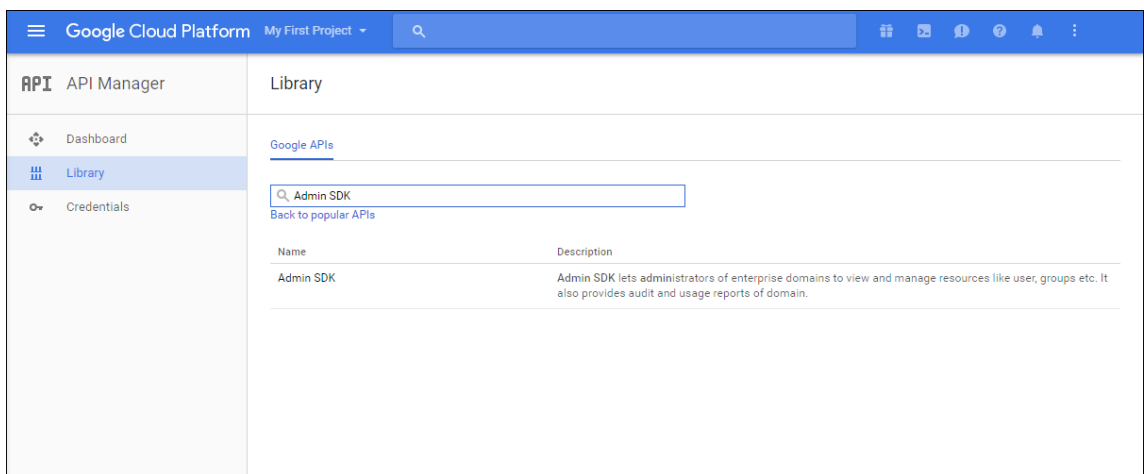 Google Cloud Platform My First Project
API API Manager
Library
Dashboard
Library
Credentials
Google APIs
Admin SDK
Back to popular APIs
Name Description
Admin SDK Admin SDK lets administrators of enterprise domains to view and manage resources like user, groups etc. It
also provides audit and usage reports of domain.